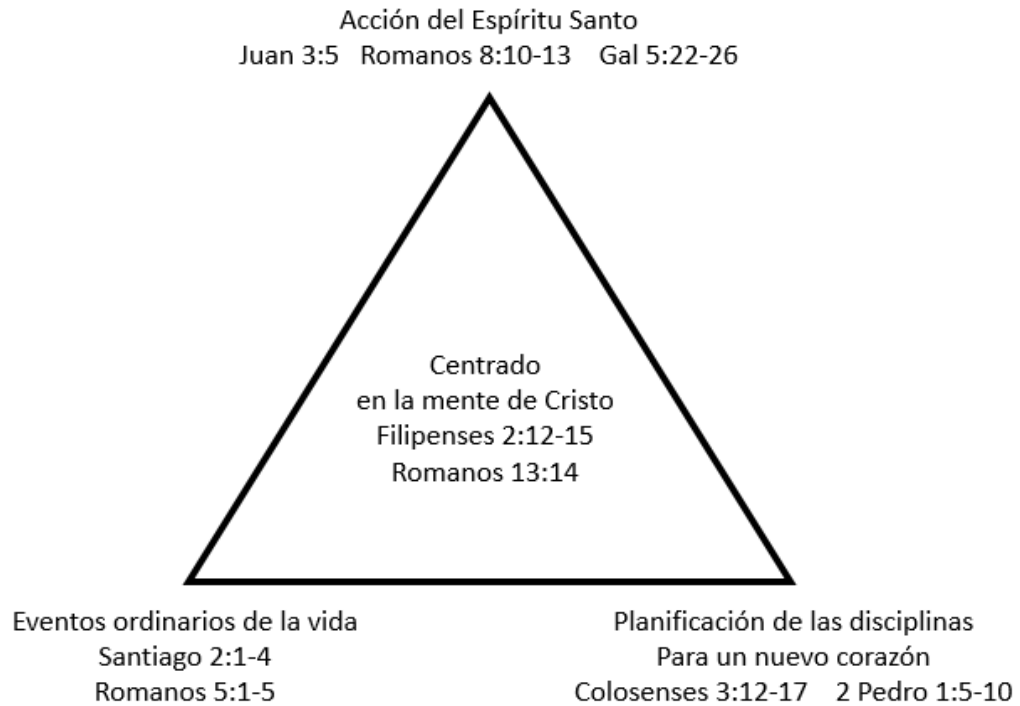 Acción del Espíritu Santo
Juan 3:5 Romanos 8:10-13 Gal 5:22-26
Centrado
en la mente de Cristo
Filipenses 2:12-15
Romanos 13:14
Eventos ordinarios de la vida
Santiago 2:1-4
Romanos 5:1-5
Planificación de las disciplinas
Para un nuevo corazón
Colosenses 3:12-17 2 Pedro 1:5-10